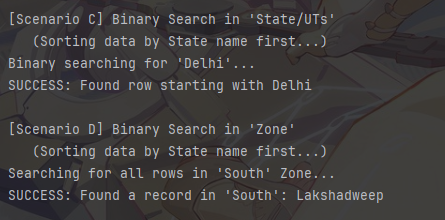 [Scenario C] Binary Search in 'State/UTs'
(Sorting data by State name first...)
Binary searching for 'Delhi'...
SUCCESS: Found row starting with Delhi
[Scenario D] Binary Search in 'Zone'
(Sorting data by State name first...)
Searching for all rows in 'South' Zone...
SUCCESS: Found a record in 'South': Lakshadweep